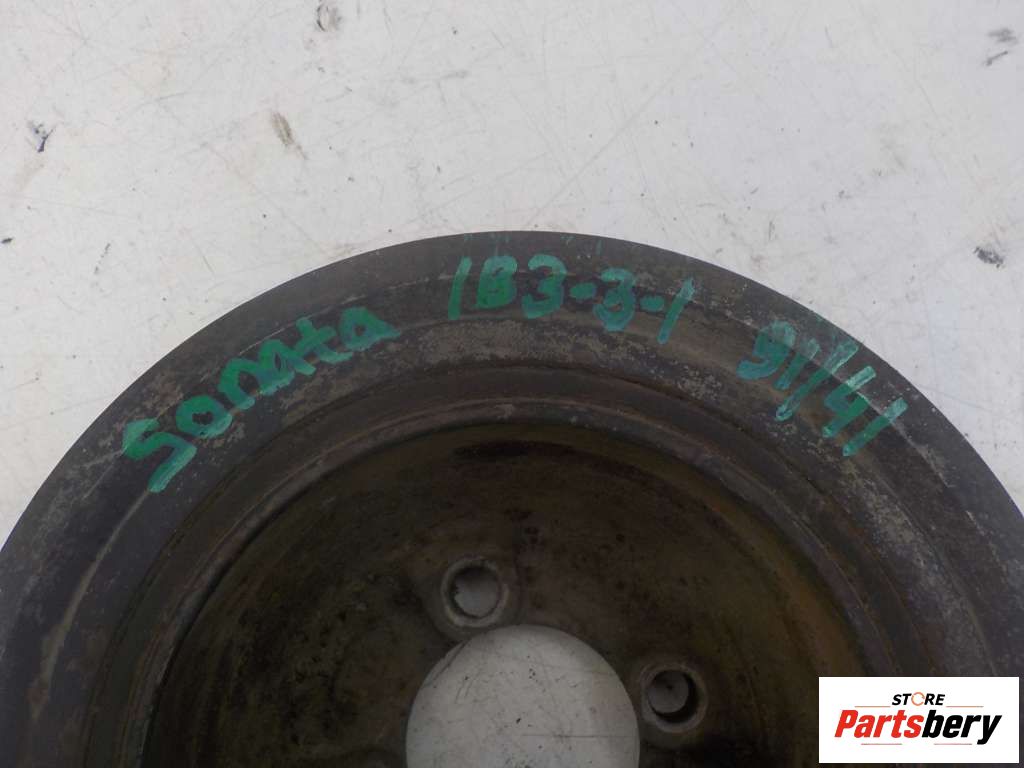 Sonata 1B3-3-1 91/41
STORE
Partsbery